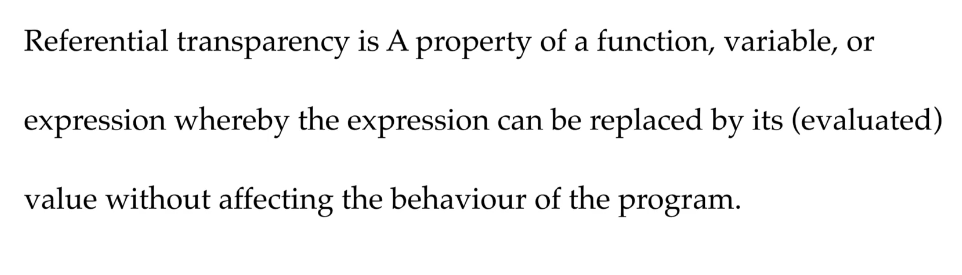 Referential transparency is A property of a function, variable, or
expression whereby the expression can be replaced by its (evaluated)
value without affecting the behaviour of the program.